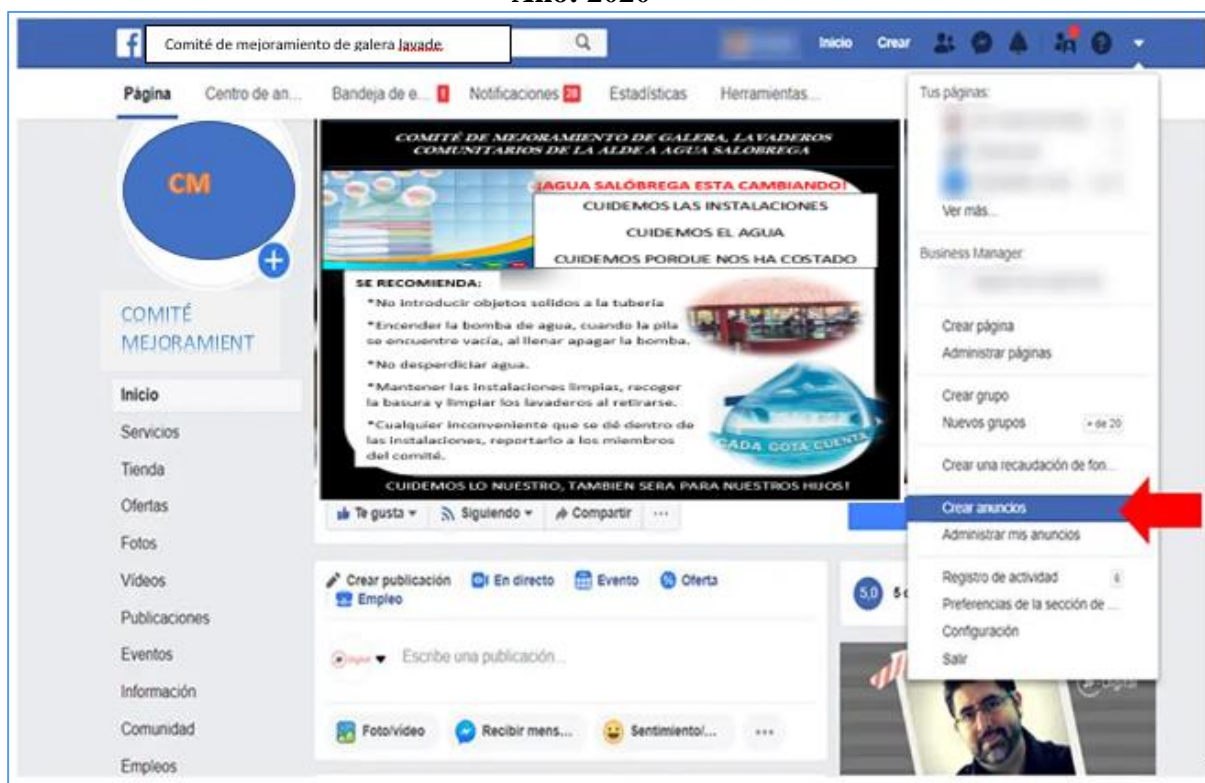 Año: 2020
f
Comité de mejoramiento de galera lavade
Inicio
Crear
Página
Centro de an...
Bandeja de e...
1
Notificaciones
Estadísticas
Herramientas...
CM
COMITÉ
MEJORAMIENT
Inicio
Servicios
Tienda
Ofertas
Fotos
Vídeos
Publicaciones
Eventos
Información
Comunidad
Empleos
COMITÉ DE MEJORAMIENTO DE GALERA, LAVADEROS
COMUNITARIOS DE LA ALDE A AGUA SALOBREGA
¡AGUA SALÓBREGA ESTA CAMBIANDO!
CUIDEMOS LAS INSTALACIONES
CUIDEMOS EL AGUA
CUIDEMOS PORQUE NOS HA COSTADO
SE RECOMIENDA:
*No introducir objetos solidos a la tubería
*Encender la bomba de agua, cuando la pila
se encuentre vacía, al llenar apagar la bomba.
*No desperdiciar agua.
*Mantener las instalaciones limpias, recoger
la basura y limpiar los lavaderos al retirarse.
*Cualquier inconveniente que se dé dentro de
las instalaciones, reportarlo a los miembros
del comité.
CADA GOTA CUENTA
CUIDEMOS LO NUESTRO, TAMBIEN SERA PARA NUESTROS HIJOS!
Te gusta
Siguiendo
Compartir
...
Crear publicación
En directo
Evento
Oferta
Empleo
Escribe una publicación...
Foto/vídeo
Recibir mens...
Sentimiento/...
...
5,0
Tus páginas:
Ver más...
Business Manager:
Crear página
Administrar páginas
Crear grupo
Nuevos grupos
+ de 20
Crear una recaudación de fon...
Crear anuncios
Administrar mis anuncios
Registro de actividad
6
Preferencias de la sección de ...
Configuración
Salir